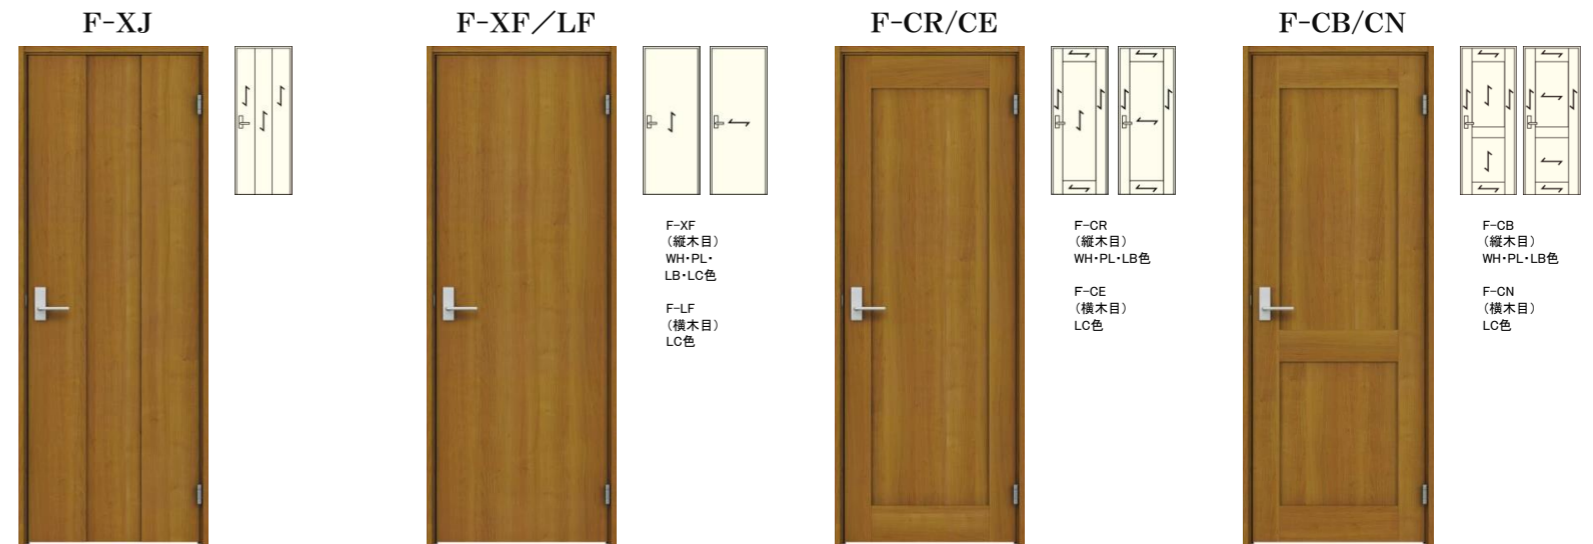 F-XJ
F-XF／LF
F-CR/CE
F-CB/CN
F-XF
（縦木目）
WH・PL・
LB・LC色
F-LF
（横木目）
LC色
F-CR
（縦木目）
WH・PL・LB色
F-CE
（横木目）
LC色
F-CB
（縦木目）
WH・PL・LB色
F-CN
（横木目）
LC色